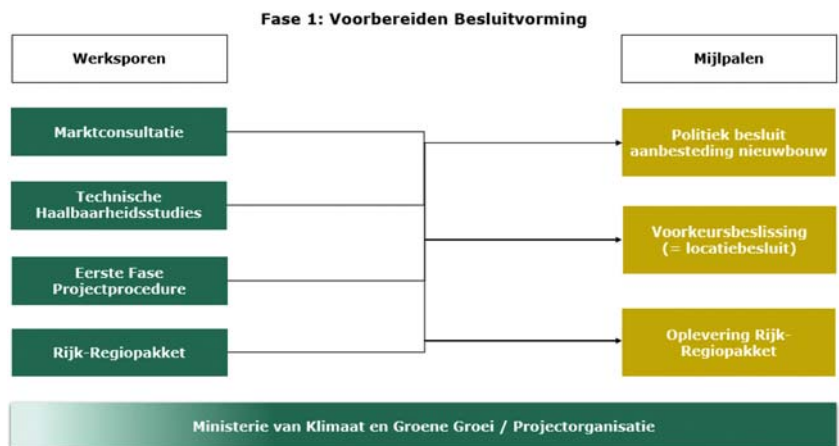 Fase 1: Voorbereiden Besluitvorming
Werksporen
Marktconsultatie
Technische
Haalbaarheidsstudies
Eerste Fase
Projectprocedure
Rijk-Regiopakket
Mijlpalen
Politiek besluit
aanbesteding nieuwbouw
Voorkeursbeslissing
(= locatiebesluit)
Oplevering Rijk-
Regiopakket
Ministerie van Klimaat en Groene Groei / Projectorganisatie